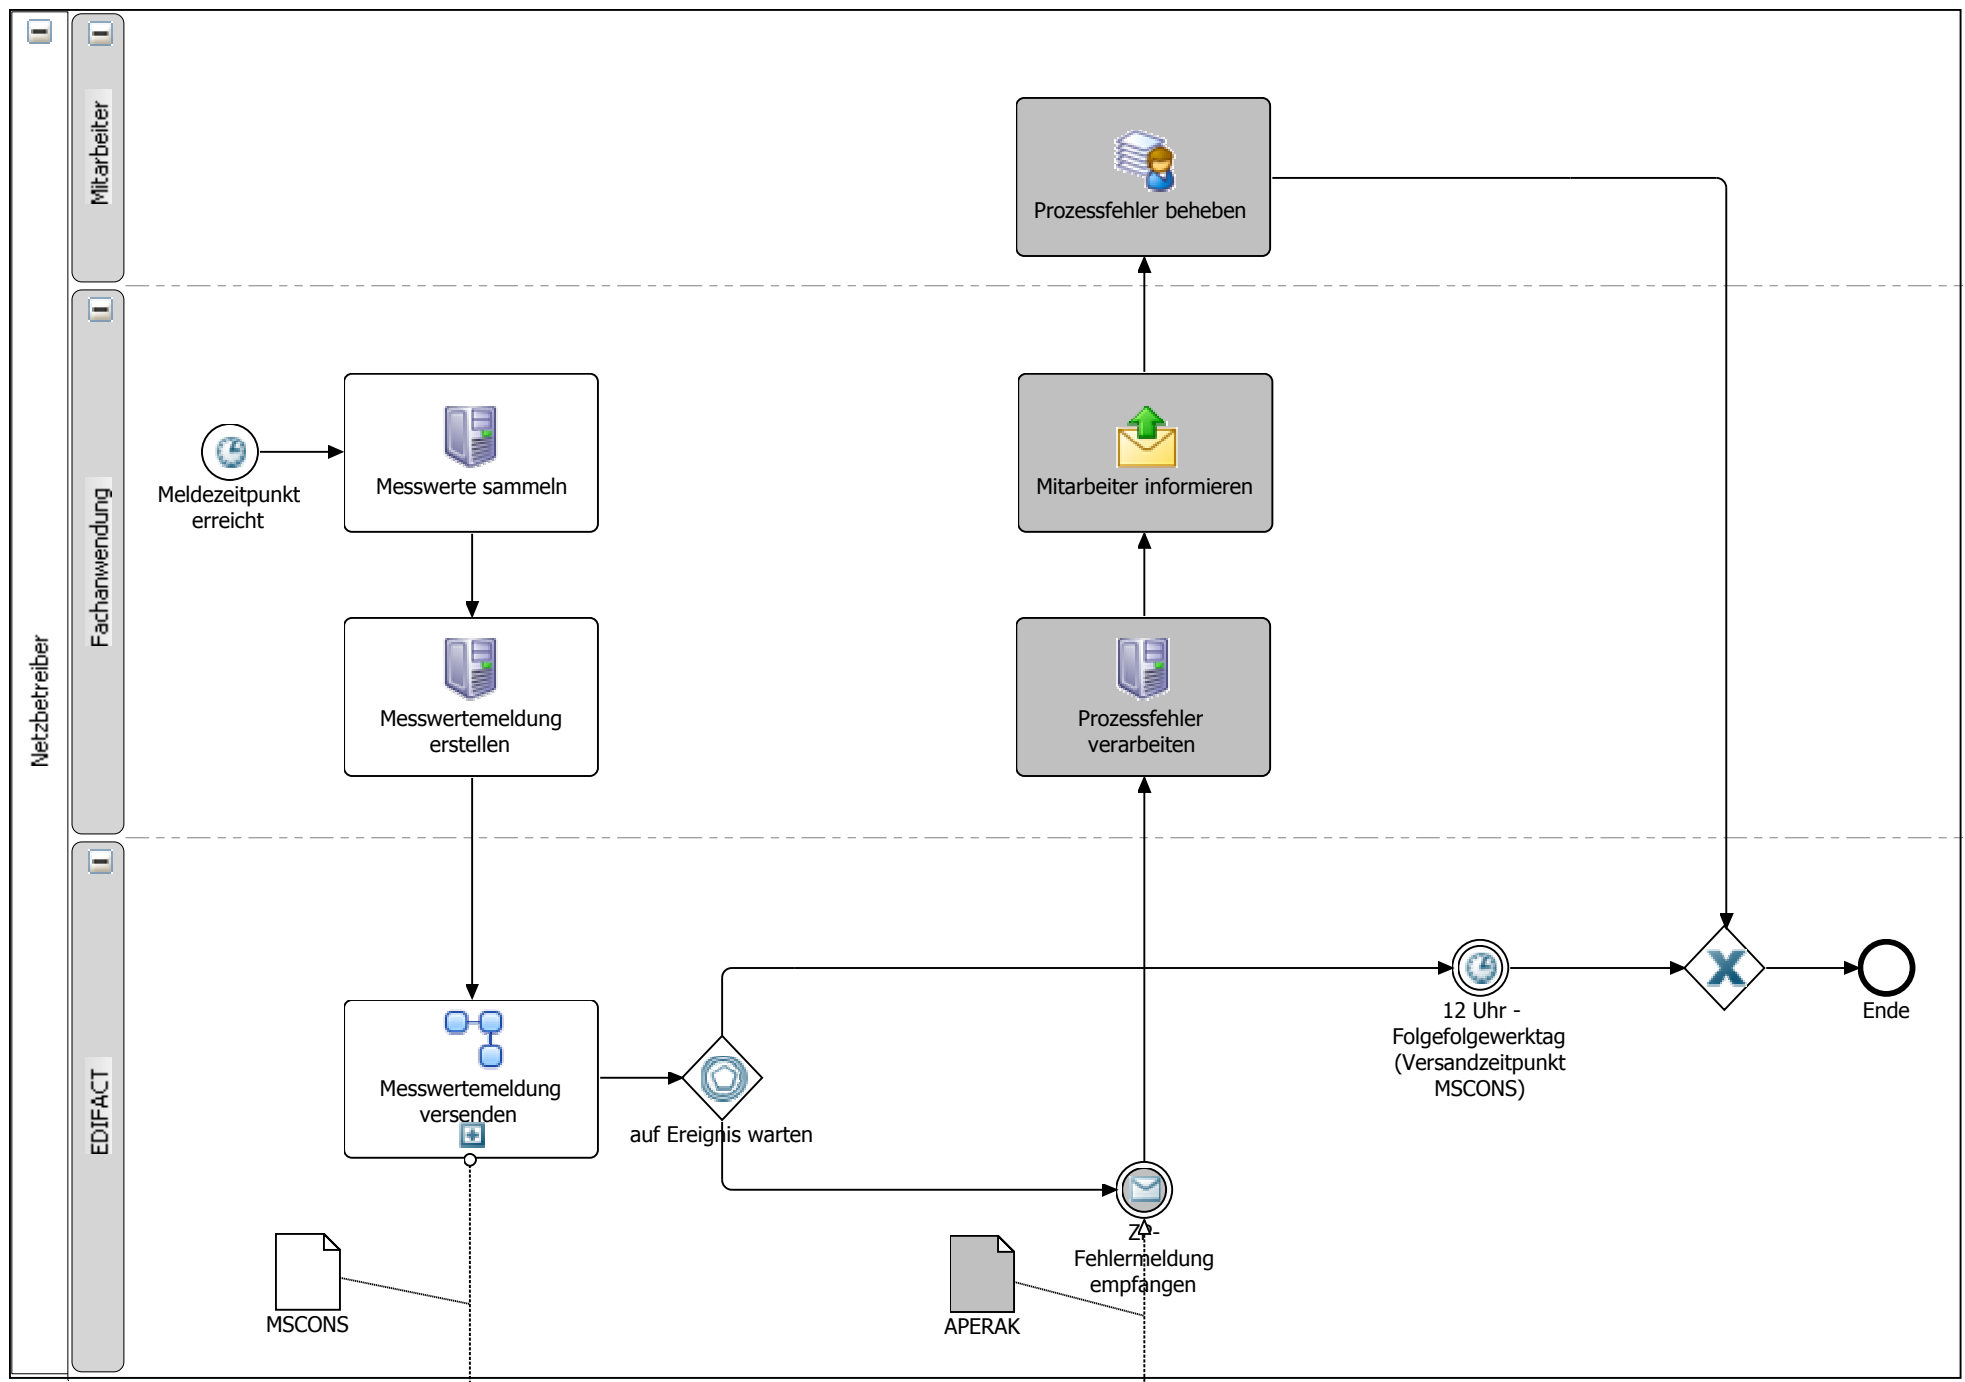 Netzbetreiber
Mitarbeiter
Prozessfehler beheben
Fachanwendung
Meldezeitpunkt
erreicht
Messwerte sammeln
Mitarbeiter informieren
Messwertemeldung
erstellen
Prozessfehler
verarbeiten
EDIFACT
Messwertemeldung
versenden
auf Ereignis warten
12 Uhr -
Folgefolgewerktag
(Versandzeitpunkt
MSCONS)
Ende
Fehlermeldung
empfangen
MSCONS
APERAK